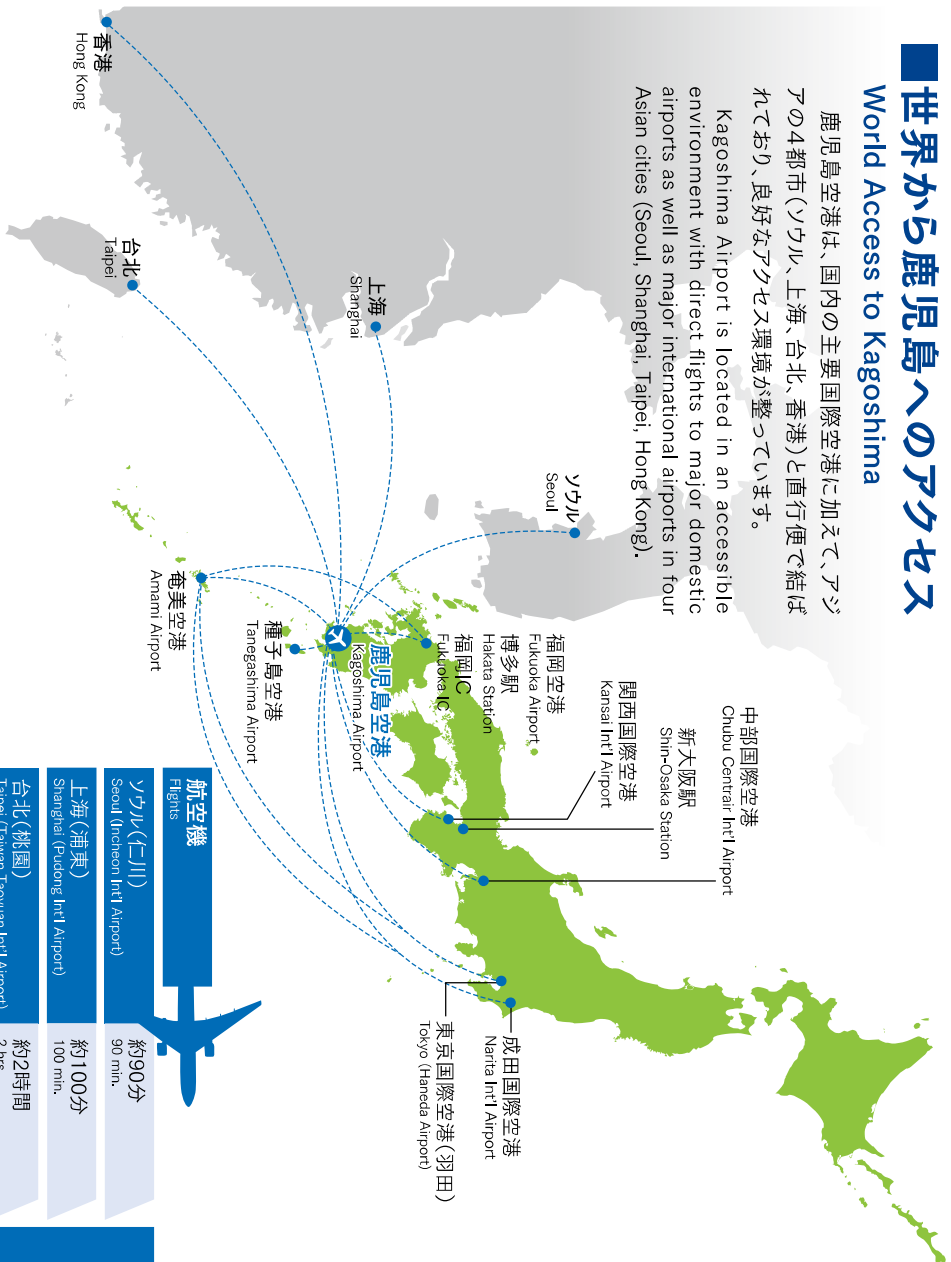 世界から鹿児島へのアクセス
World Access to Kagoshima
鹿児島空港は、国内の主要国際空港に加えて、アジ
アの4都市(ソウル、上海、台北、香港)と直行便で結ば
れており、良好なアクセス環境が整っています。
Kagoshima Airport is located in an accessible
environment with direct flights to major domestic
airports as well as major international airports in four
Asian cities (Seoul, Shanghai, Taipei, Hong Kong).
香港
Hong Kong
台北
Taipei
上海
Shanghai
ソウル
Seoul
中部国際空港
Chubu Centrair Int'l Airport
新大阪駅
Shin-Osaka Station
関西国際空港
Kansai Int'l Airport
福岡空港
Fukuoka Airport
博多駅
Hakata Station
福岡IC
Fukuoka IC
鹿児島空港
Kagoshima Airport
種子島空港
Tanegashima Airport
奄美空港
Amami Airport
成田国際空港
Narita Int'l Airport
東京国際空港(羽田)
Tokyo (Haneda Airport)
航空機
Flights
ソウル(仁川)
Seoul (Incheon Int'l Airport)
約90分
90 min.
上海(浦東)
Shanghai (Pudong Int'l Airport)
約100分
100 min.
台北(桃園)
Taipei (Taiwan Taoyuan Int'l Airport)
約2時間
2 hrs